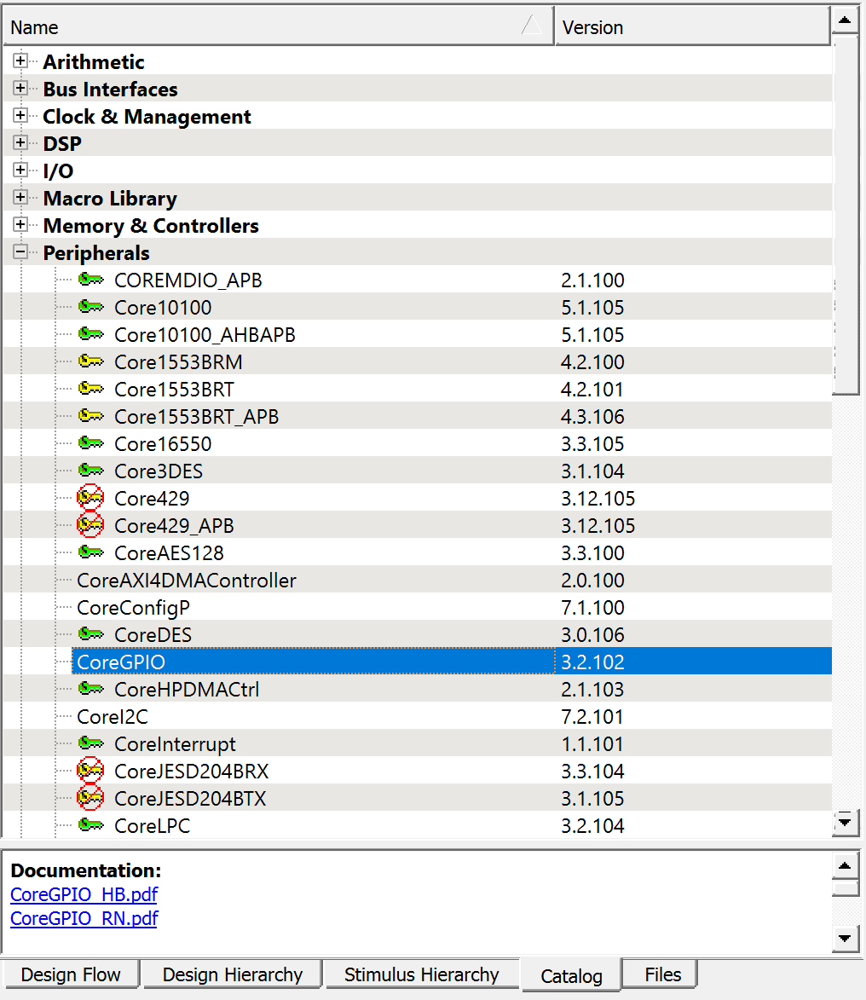 Name Version
Arithmetic
Bus Interfaces
Clock & Management
DSP
I/O
Macro Library
Memory & Controllers
Peripherals
COREMDIO_APB 2.1.100
Core10100 5.1.105
Core10100_AHBAPB 5.1.105
Core1553BRM 4.2.100
Core1553BRT 4.2.101
Core1553BRT_APB 4.3.106
Core16550 3.3.105
Core3DES 3.1.104
Core429 3.12.105
Core429_APB 3.12.105
CoreAES128 3.3.100
CoreAXI4DMAController 2.0.100
CoreConfigP 7.1.100
CoreDES 3.0.106
CoreGPIO 3.2.102
CoreHPDMACtrl 2.1.103
CoreI2C 7.2.101
CoreInterrupt 1.1.101
CoreJESD204BRX 3.3.104
CoreJESD204BTX 3.1.105
CoreLPC 3.2.104
Documentation:
CoreGPIO_HB.pdf
CoreGPIO_RN.pdf
Design Flow Design Hierarchy Stimulus Hierarchy Catalog Files